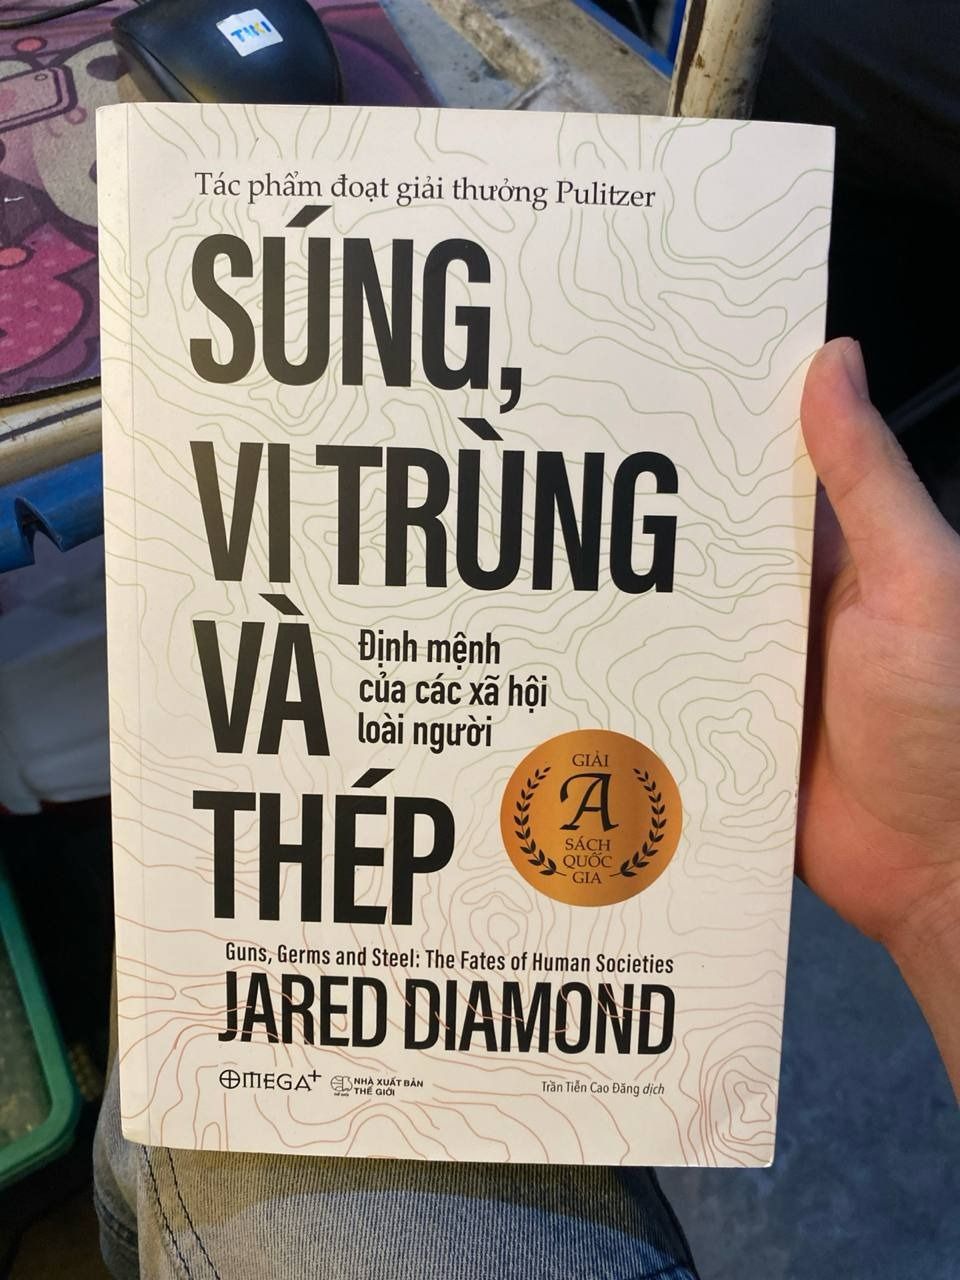 TIKI
Tác phẩm đoạt giải thưởng Pulitzer
SÚNG,
VI TRÙNG
VÀ
Định mệnh
của các xã hội
loài người
THÉP
GIẢI
A
SÁCH
QUỐC
GIA
Guns, Germs and Steel: The Fates of Human Societies
JARED DIAMOND
OMEGA+
NHÀ XUẤT BẢN
THẾ GIỚI
Trần Tiễn Cao Đăng dịch